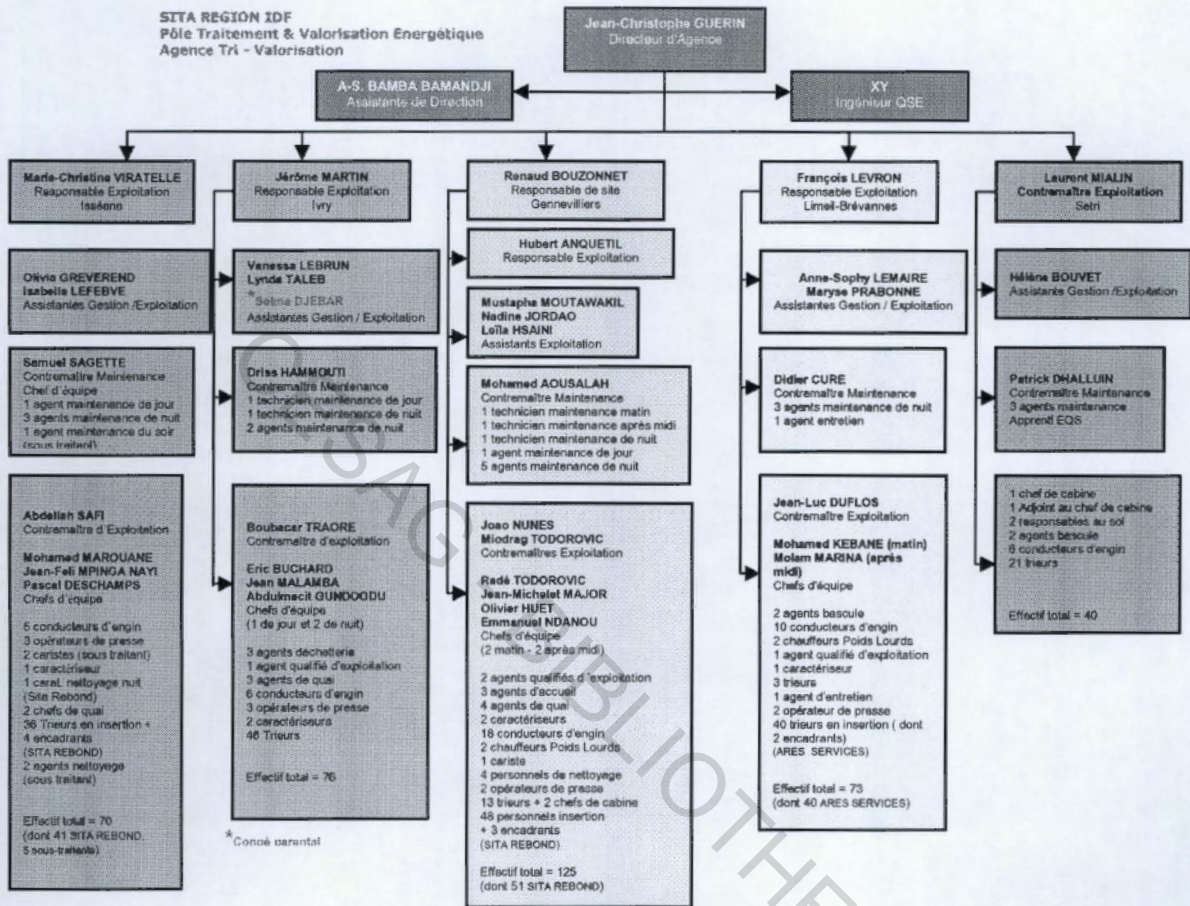 SITA REGION IDF
Pôle Traitement & Valorisation Energétique
Agence Tri - Valorisation
Jean-Christophe GUERIN
Directeur d'Agence
A-S. BAMBA BAMANDJI
Assistante de Direction
XY
Ingénieur QSE
Marie-Christine VIRATELLE
Responsable Exploitation
Isséane
Olivia GREVEREND
Isabelle LEFEBVE
Assistantes Gestion /Exploitation
Samuel SAGETTE
Contremaître Maintenance
Chef d'équipe
1 agent maintenance de jour
3 agents maintenance de nuit
1 agent maintenance du soir
(sous traitant)
Abdellah SAFI
Contremaître d'Exploitation
Mohamed MAROUANE
Jean-Feli MPINGA NAYI
Pascal DESCHAMPS
Chefs d'équipe
5 conducteurs d'engin
3 opérateurs de presse
2 caristes (sous traitant)
1 caractériseur
1 caract. nettoyage nuit
(Sita Rebond)
2 chefs de quai
36 Trieurs en insertion +
4 encadrants
(SITA REBOND)
2 agents nettoyage
(sous traitant)
Effectif total = 70
(dont 41 SITA REBOND,
5 sous-traitants)
Jérôme MARTIN
Responsable Exploitation
Ivry
Vanessa LEBRUN
Lynda TALEB
*Selma DJEBAR
Assistantes Gestion / Exploitation
Driss HAMMOUTI
Contremaître Maintenance
1 technicien maintenance de jour
1 technicien maintenance de nuit
2 agents maintenance de nuit
Boubacar TRAORE
Contremaître d'exploitation
Eric BUCHARD
Jean MALAMBA
Abdulmecit GUNDOGDU
Chefs d'équipe
(1 de jour et 2 de nuit)
3 agents déchetterie
1 agent qualifié d'exploitation
3 agents de quai
6 conducteurs d'engin
3 opérateurs de presse
2 caractériseurs
46 Trieurs
Effectif total = 76
*Congé parental
Renaud BOUZONNET
Responsable de site
Gennevilliers
Hubert ANQUETIL
Responsable Exploitation
Mustapha MOUTAWAKIL
Nadine JORDAO
Leïla HSAINI
Assistants Exploitation
Mohamed AOUSALAH
Contremaître Maintenance
1 technicien maintenance matin
1 technicien maintenance après midi
1 technicien maintenance de nuit
1 agent maintenance de jour
5 agents maintenance de nuit
Joao NUNES
Miodrag TODOROVIC
Contremaîtres Exploitation
Radé TODOROVIC
Jean-Michelet MAJOR
Olivier HUET
Emmanuel NDANOU
Chefs d'équipe
(2 matin - 2 après midi)
2 agents qualifiés d'exploitation
3 agents d'accueil
4 agents de quai
2 caractériseurs
18 conducteurs d'engin
2 chauffeurs Poids Lourds
1 cariste
4 personnels de nettoyage
2 opérateurs de presse
13 trieurs + 2 chefs de cabine
48 personnels insertion
+ 3 encadrants
(SITA REBOND)
Effectif total = 125
(dont 51 SITA REBOND)
François LEVRON
Responsable Exploitation
Limeil-Brévannes
Anne-Sophy LEMAIRE
Maryse PRABONNE
Assistantes Gestion / Exploitation
Didier CURE
Contremaître Maintenance
3 agents maintenance de nuit
1 agent entretien
Jean-Luc DUFLOS
Contremaître Exploitation
Mohamed KEBANE (matin)
Molam MARINA (après
midi)
Chefs d'équipe
2 agents bascule
10 conducteurs d'engin
2 chauffeurs Poids Lourds
1 agent qualifié d'exploitation
1 caractériseur
3 trieurs
1 agent d'entretien
2 opérateur de presse
40 trieurs en insertion ( dont
2 encadrants)
(ARES SERVICES)
Effectif total = 73
(dont 40 ARES SERVICES)
Laurent MIALIN
Contremaître Exploitation
Setri
Hélène BOUVET
Assistante Gestion /Exploitation
Patrick DHALLUIN
Contremaître Maintenance
3 agents maintenance
Apprenti EQS
1 chef de cabine
1 Adjoint au chef de cabine
2 responsables au sol
2 agents bascule
6 conducteurs d'engin
21 trieurs
Effectif total = 40